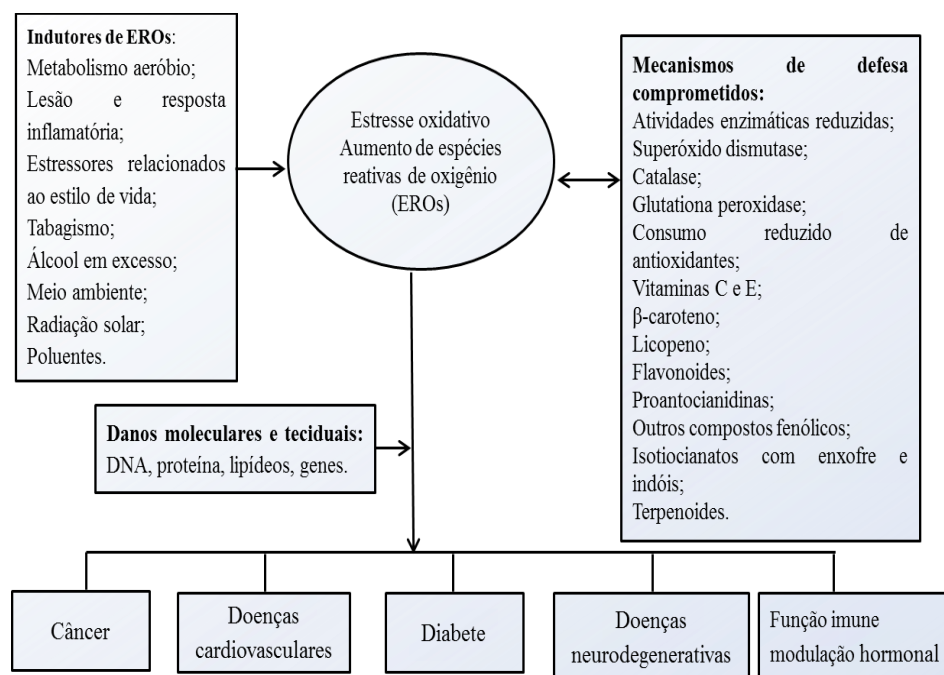 Indutores de EROs:
Metabolismo aeróbio;
Lesão e resposta
inflamatória;
Estressores relacionados
ao estilo de vida;
Tabagismo;
Álcool em excesso;
Meio ambiente;
Radiação solar;
Poluentes.
Estresse oxidativo
Aumento de espécies
reativas de oxigênio
(EROs)
Mecanismos de defesa
comprometidos:
Atividades enzimáticas reduzidas;
Superóxido dismutase;
Catalase;
Glutationa peroxidase;
Consumo reduzido de
antioxidantes;
Vitaminas C e E;
β-caroteno;
Licopeno;
Flavonoides;
Proantocianidinas;
Outros compostos fenólicos;
Isotiocianatos com enxofre e
indóis;
Terpenoides.
Danos moleculares e teciduais:
DNA, proteína, lipídeos, genes.
Câncer
Doenças
cardiovasculares
Diabete
Doenças
neurodegenerativas
Função imune
modulação hormonal